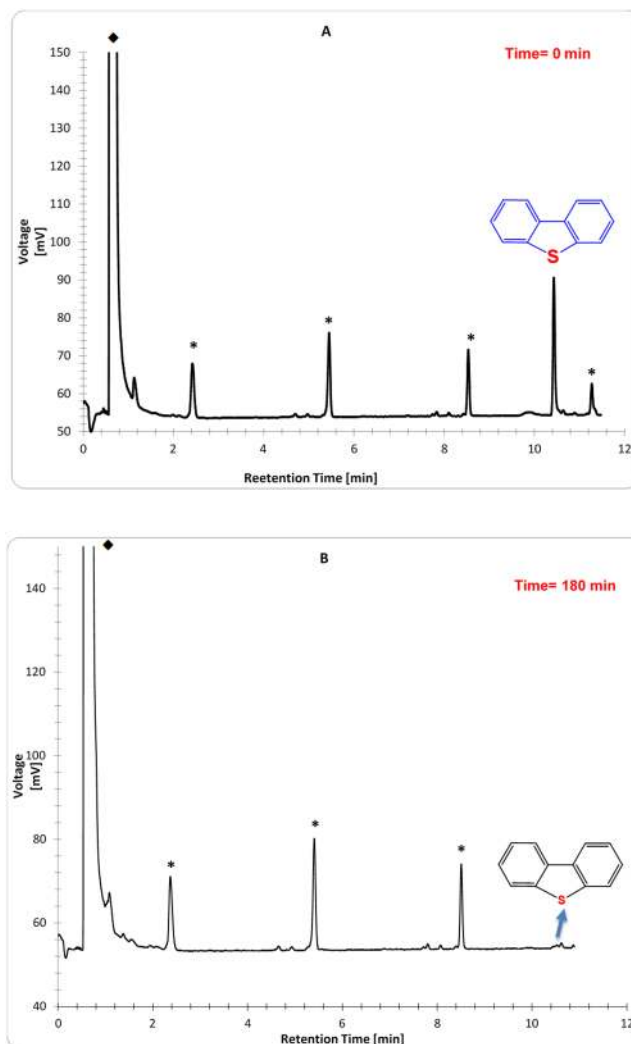 ◆
A
Time= 0 min
150
140
130
120
110
100
90
80
70
60
50
Voltage
[mV]
S
* * * *
0 2 4 6 8 10 12
Reetention Time [min]
◆
B
Time= 180 min
140
120
100
80
60
40
Voltage
[mV]
* * *
S
0 2 4 6 8 10 12
Retention Time [min]